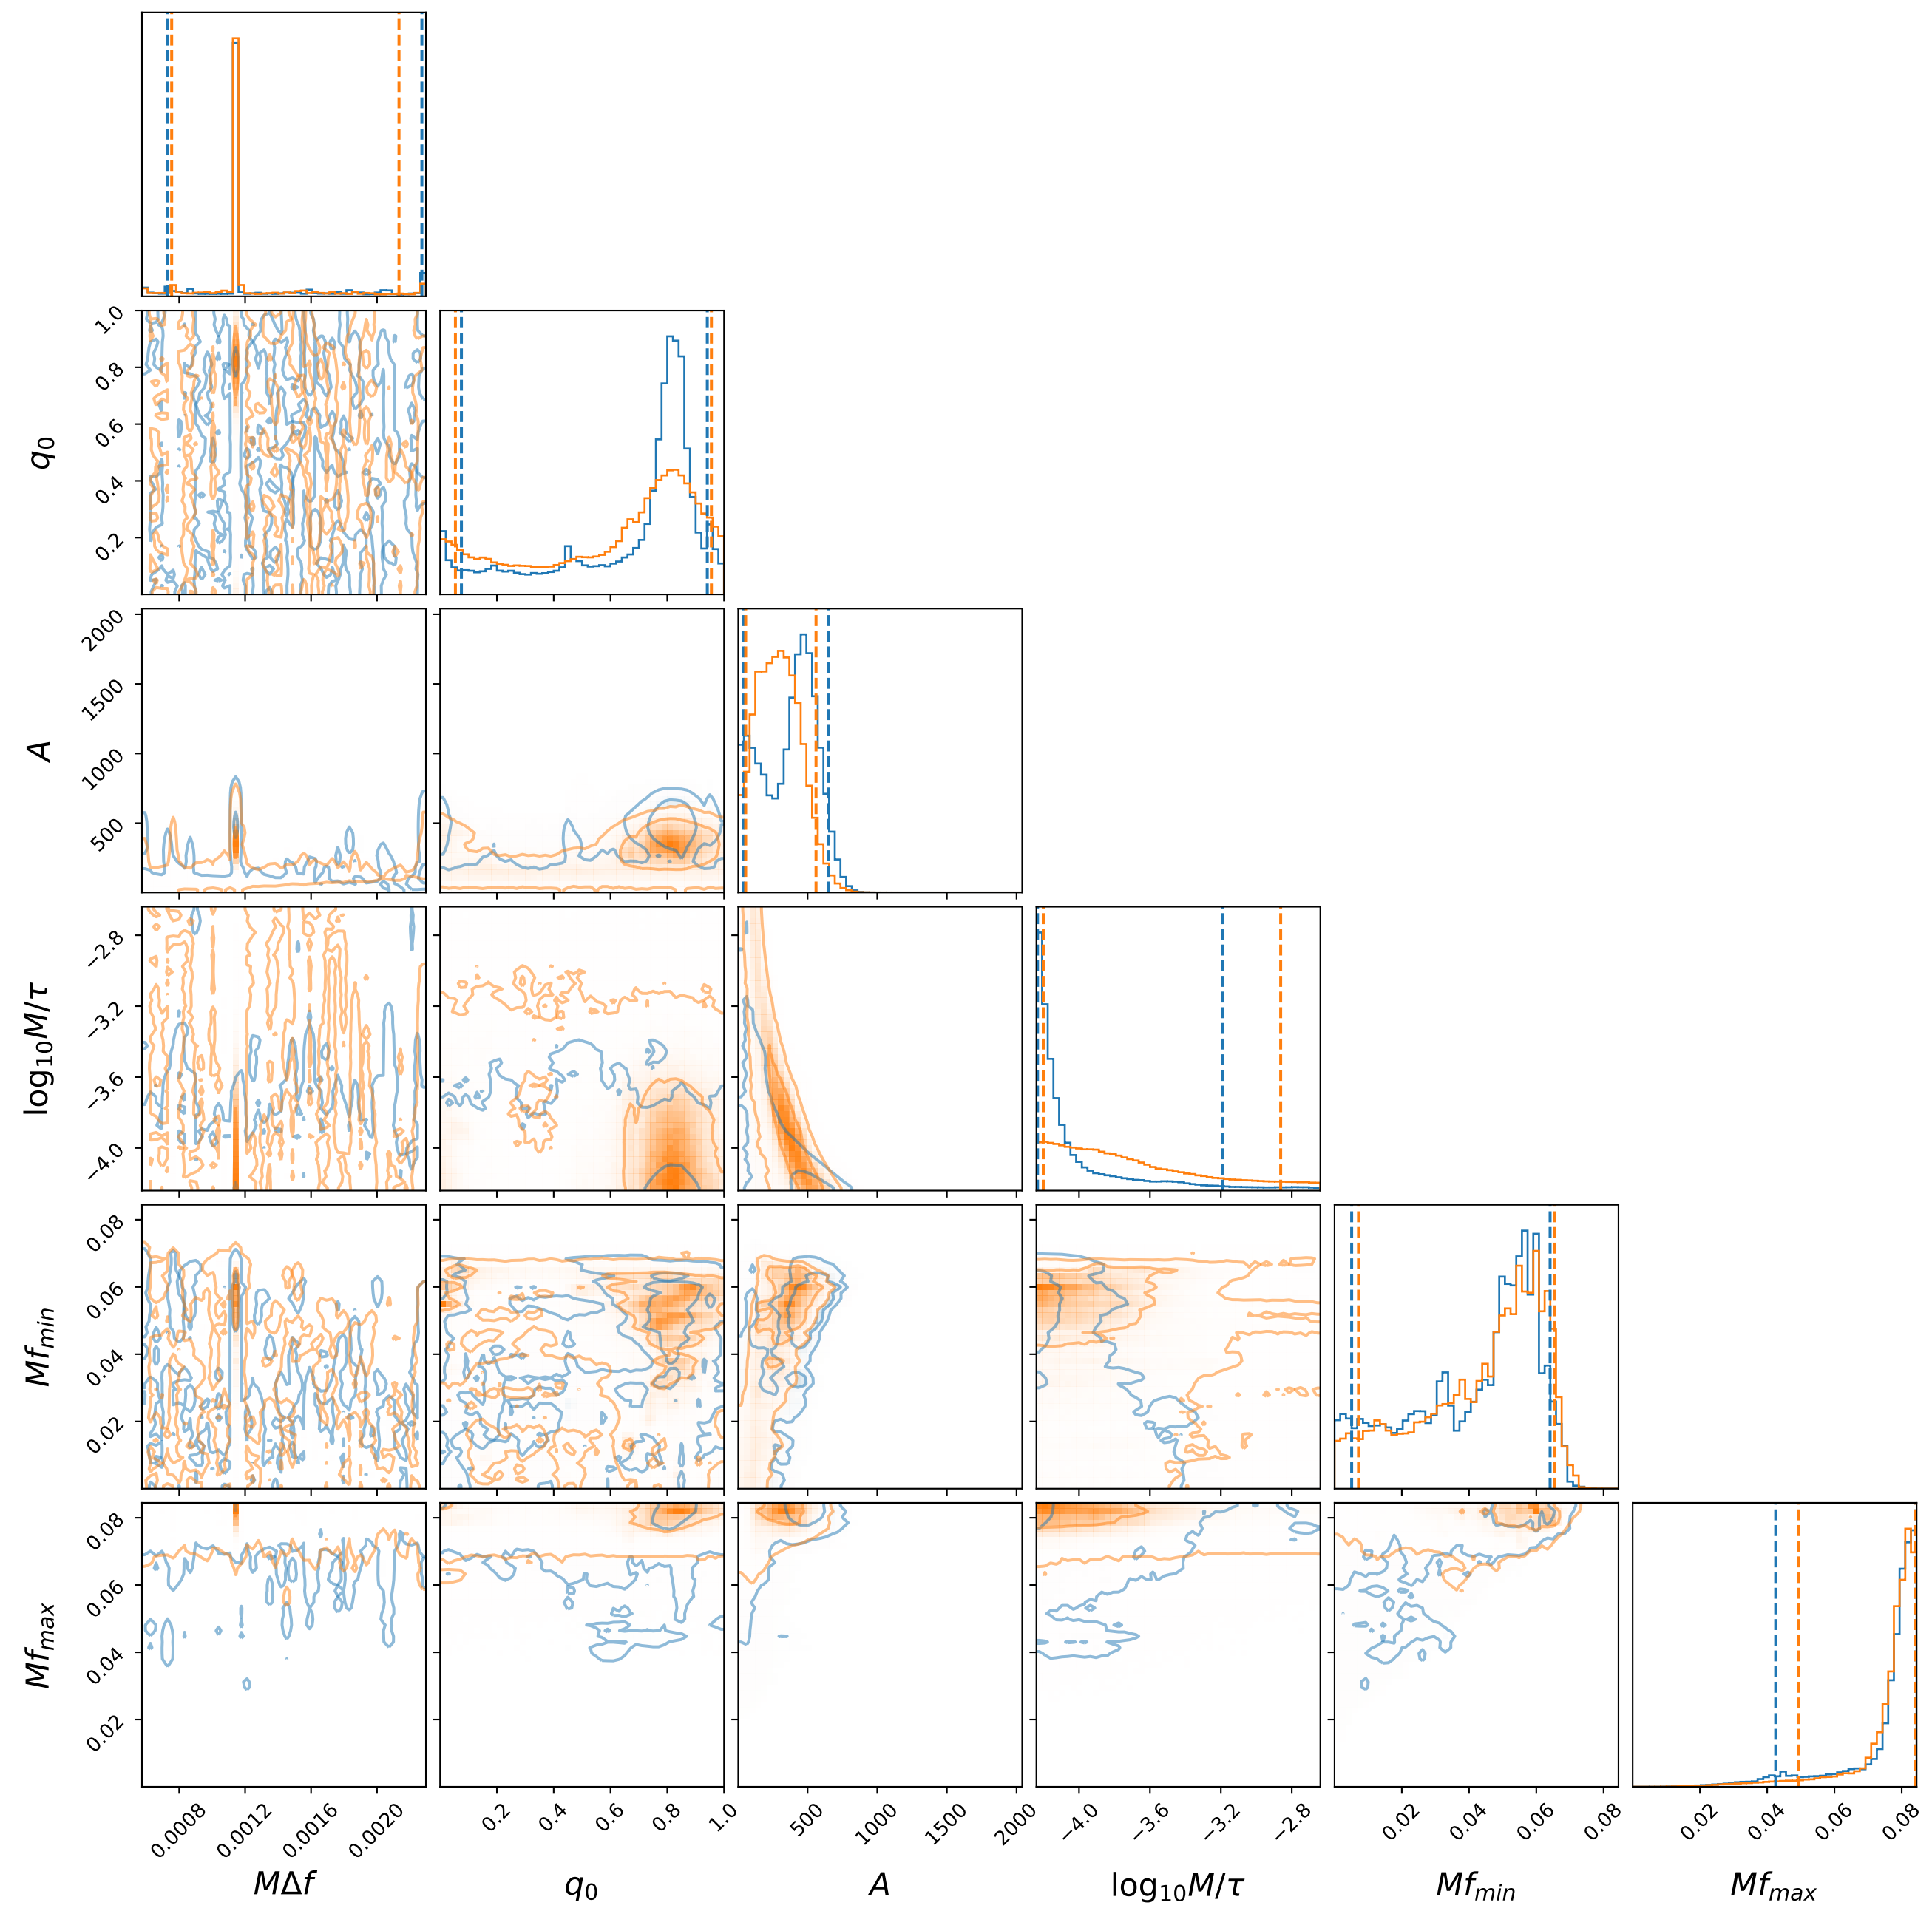 q0
1.0
0.8
0.6
0.4
0.2
A
2000
1500
1000
500
log10M/τ
−2.8
−3.2
−3.6
−4.0
Mfmin
0.08
0.06
0.04
0.02
Mfmax
0.08
0.06
0.04
0.02
0.0008 0.0012 0.0016 0.0020
0.2 0.4 0.6 0.8 1.0
500 1000 1500 2000
−4.0 −3.6 −3.2 −2.8
0.02 0.04 0.06 0.08
0.02 0.04 0.06 0.08
MΔf q0 A log10M/τ Mfmin Mfmax